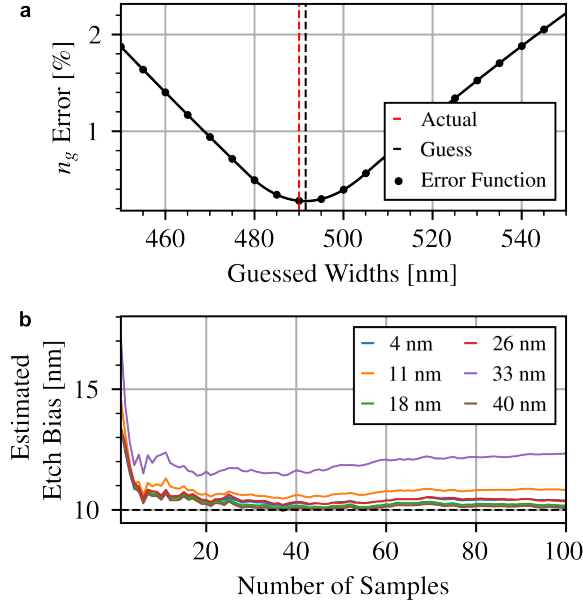 a
2
1
n_g Error [%]
Actual
Guess
Error Function
460
480
500
520
540
Guessed Widths [nm]
b
15
10
Estimated
Etch Bias [nm]
4 nm
11 nm
18 nm
26 nm
33 nm
40 nm
20
40
60
80
100
Number of Samples